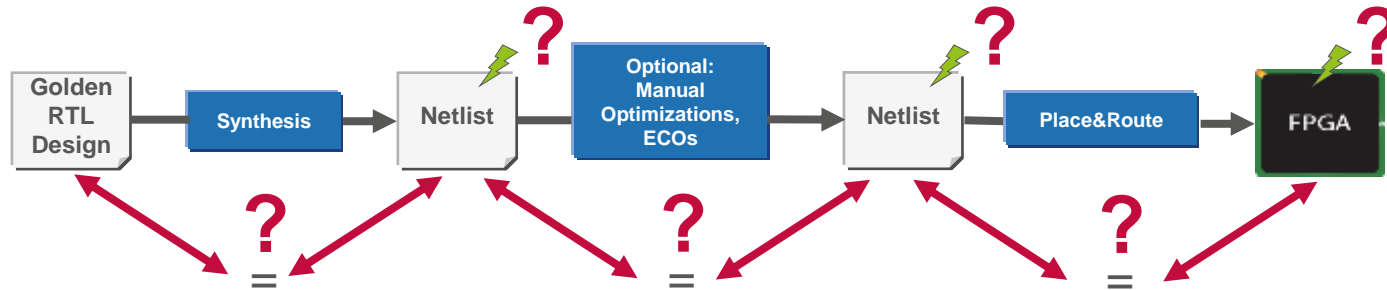 ?
?
?
Golden
RTL
Design
Synthesis
Netlist
Optional:
Manual
Optimizations,
ECOs
Netlist
Place&Route
FPGA
?
=
?
=
?
=